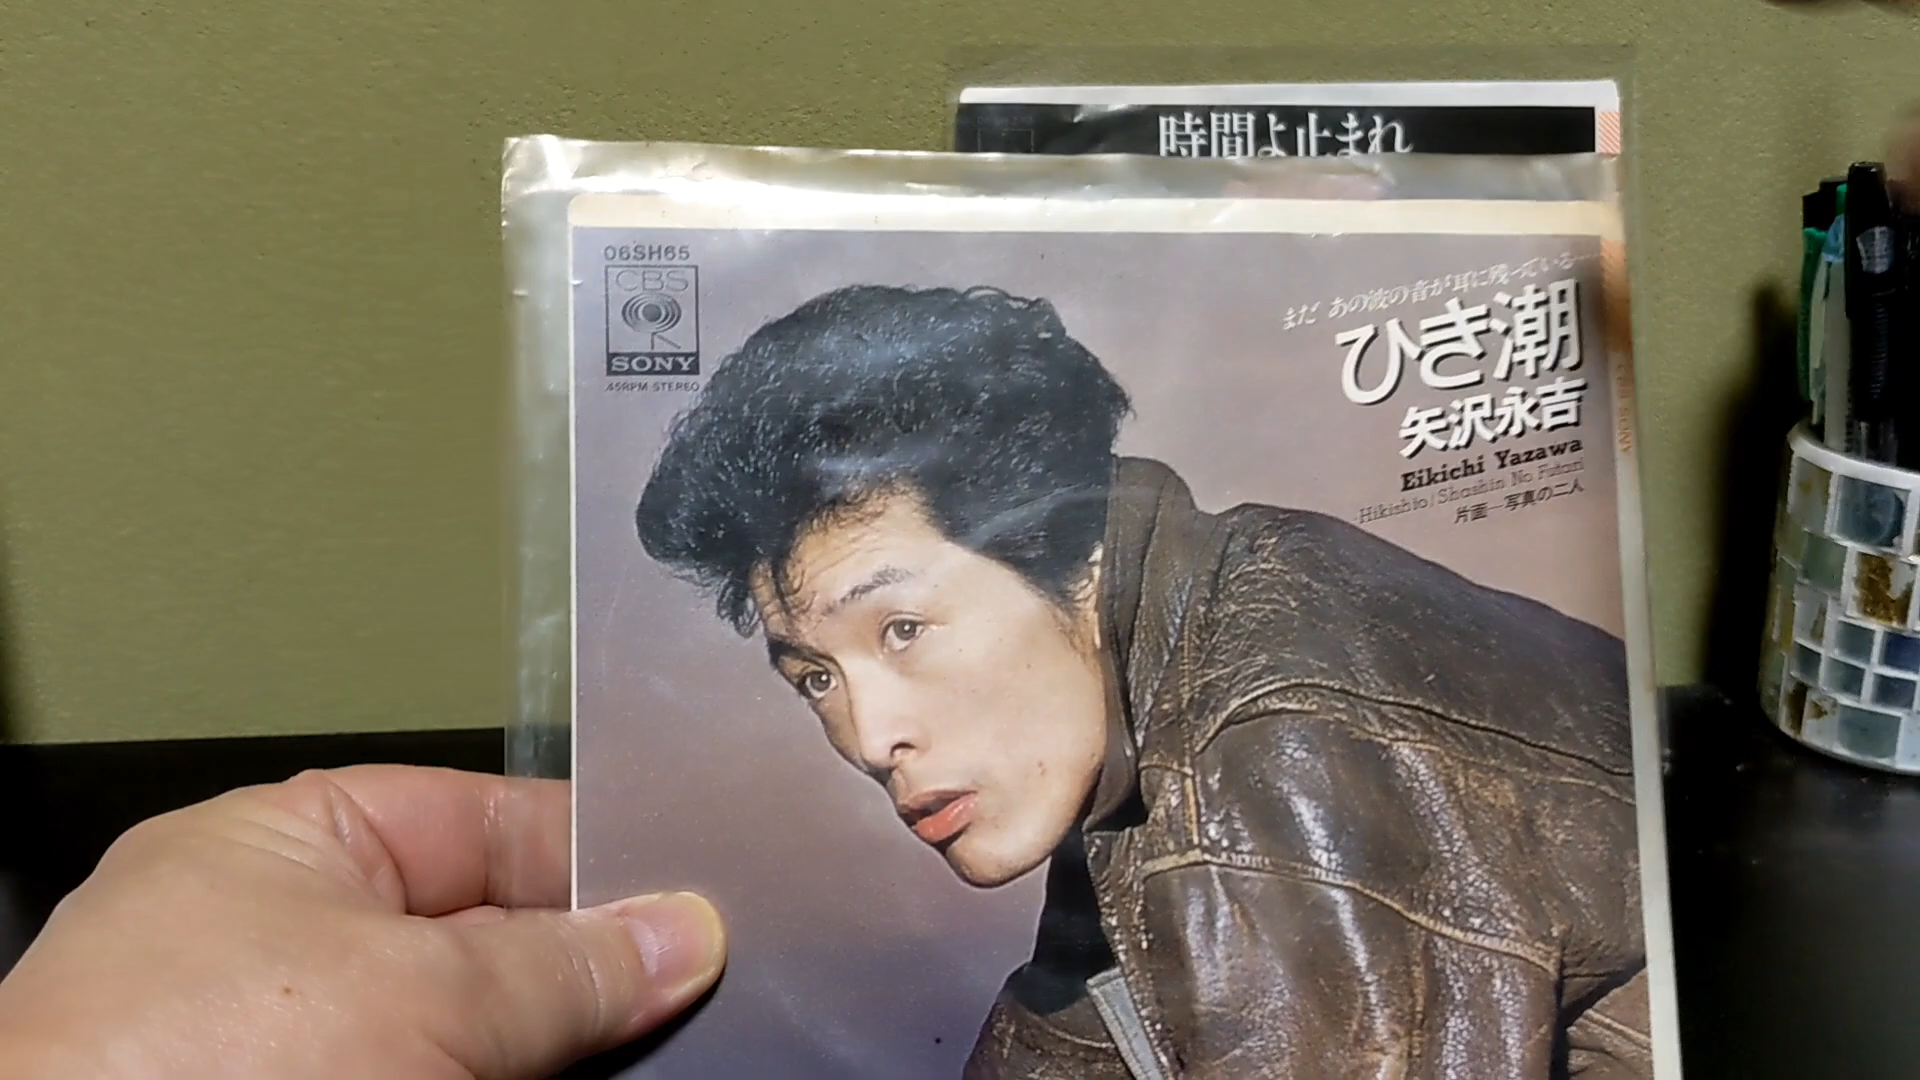 時間よ止まれ
06SH65
CBS
SONY
45RPM STEREO
まだ あの波の音が耳に残っている…
ひき潮
矢沢永吉
Eikichi Yazawa
Hikishio/Shashin No Futari
片面—写真の二人
CBS SONY